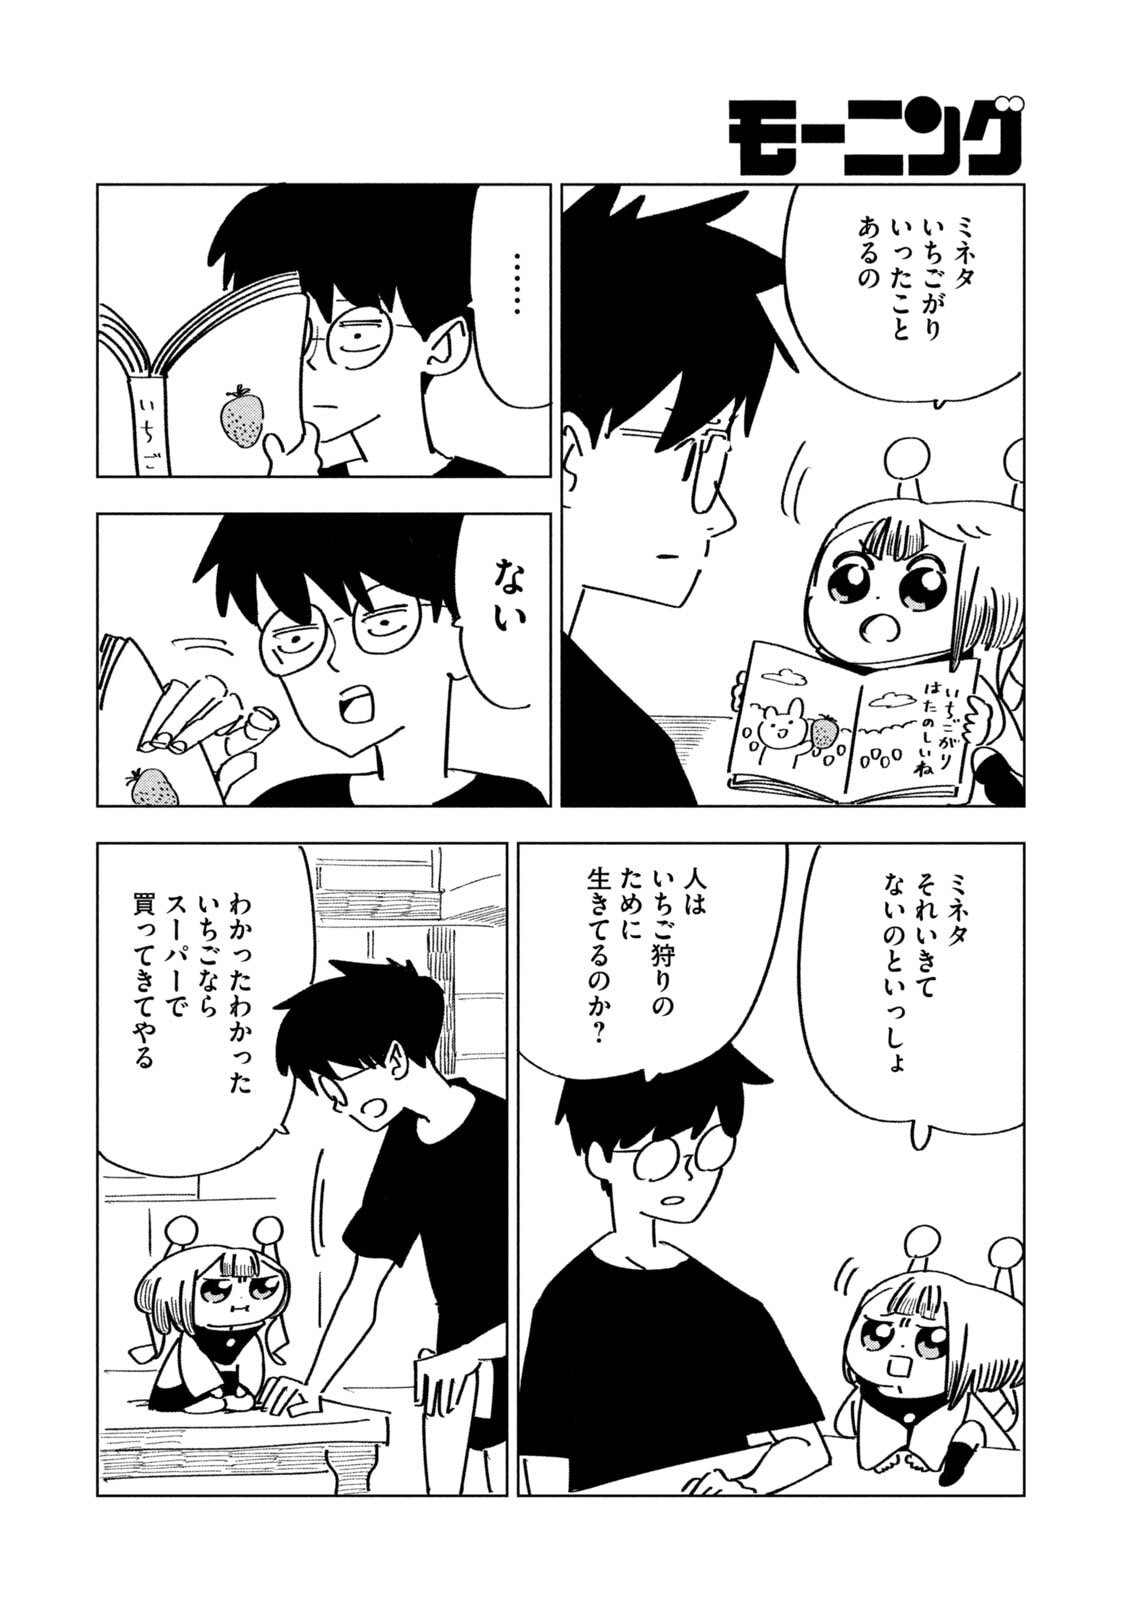 モーニング
ミネタ
いちごがり
いったこと
あるの
いちごがり
はたのしいね
……
いちご
ない
ミネタ
それいきて
ないのといっしょ
人は
いちご狩りの
ために
生きてるのか？
わかったわかった
いちごなら
スーパーで
買ってきてやる